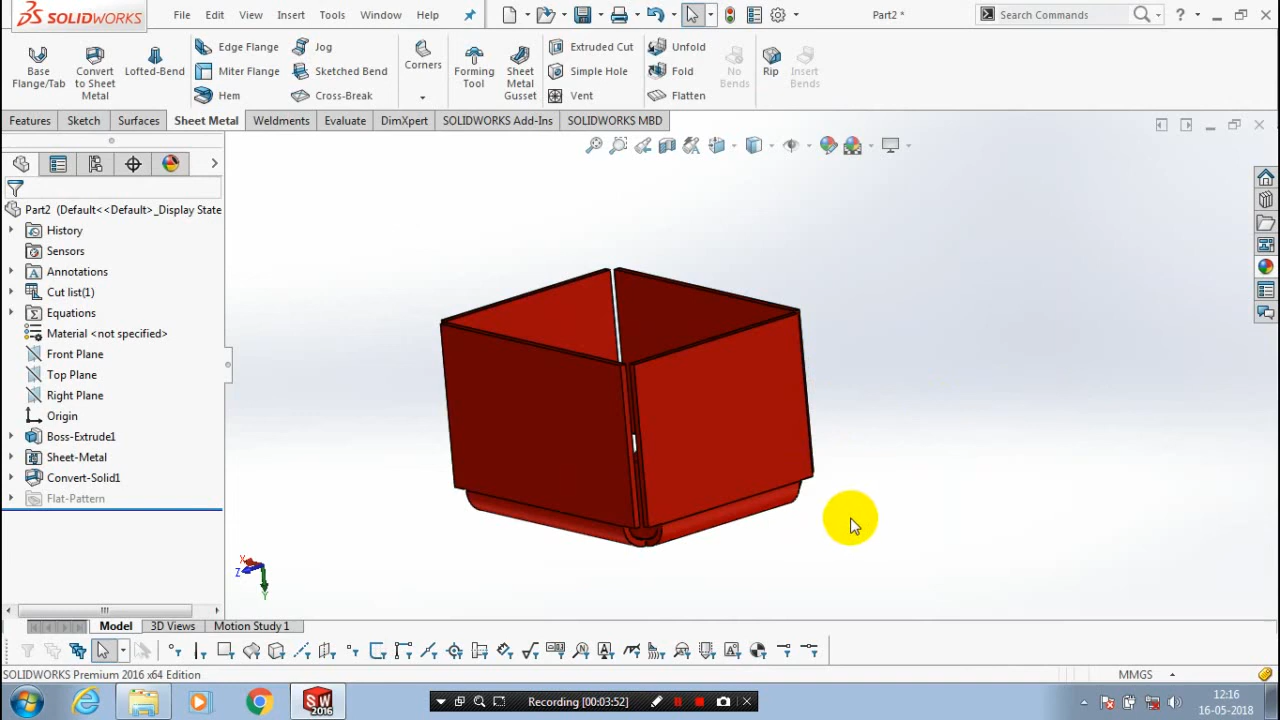 SOLIDWORKS File Edit View Insert Tools Window Help Part2 * Search Commands
Base Flange/Tab
Convert to Sheet Metal
Lofted-Bend
Edge Flange
Miter Flange
Hem
Jog
Sketched Bend
Cross-Break
Corners
Forming Tool
Sheet Metal Gusset
Extruded Cut
Simple Hole
Vent
Unfold
Fold
Flatten
No Bends
Rip
Insert Bends
Features Sketch Surfaces Sheet Metal Weldments Evaluate DimXpert SOLIDWORKS Add-Ins SOLIDWORKS MBD
Part2 (Default<<Default>_Display State
History
Sensors
Annotations
Cut list(1)
Equations
Material <not specified>
Front Plane
Top Plane
Right Plane
Origin
Boss-Extrude1
Sheet-Metal
Convert-Solid1
Flat-Pattern
X
Z
Y
Model 3D Views Motion Study 1
SOLIDWORKS Premium 2016 x64 Edition MMGS
SW 2016
Recording [00:03:52]
12:16
16-05-2018